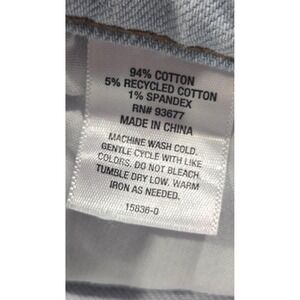 94% COTTON
5% RECYCLED COTTON
1% SPANDEX
RN# 93677
MADE IN CHINA
MACHINE WASH COLD.
GENTLE CYCLE WITH LIKE
COLORS. DO NOT BLEACH.
TUMBLE DRY LOW. WARM
IRON AS NEEDED.
15836-0